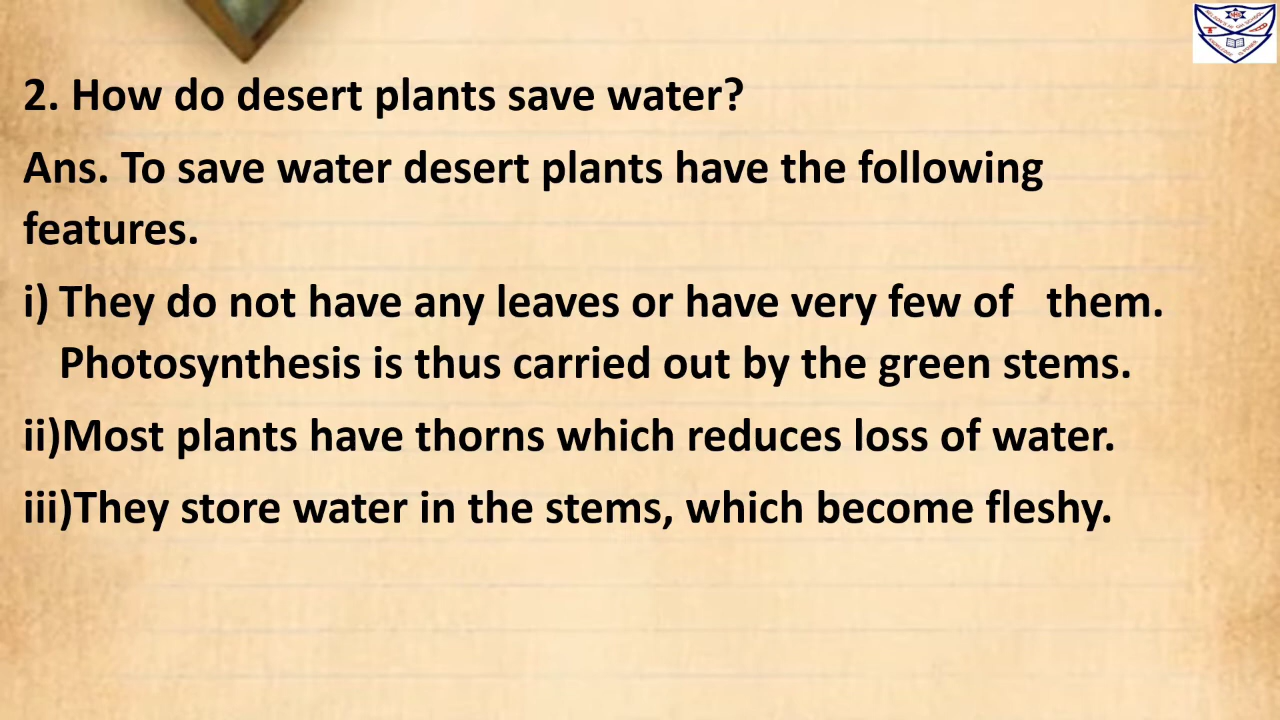 2. How do desert plants save water?
Ans. To save water desert plants have the following
features.
i) They do not have any leaves or have very few of them.
Photosynthesis is thus carried out by the green stems.
ii)Most plants have thorns which reduces loss of water.
iii)They store water in the stems, which become fleshy.